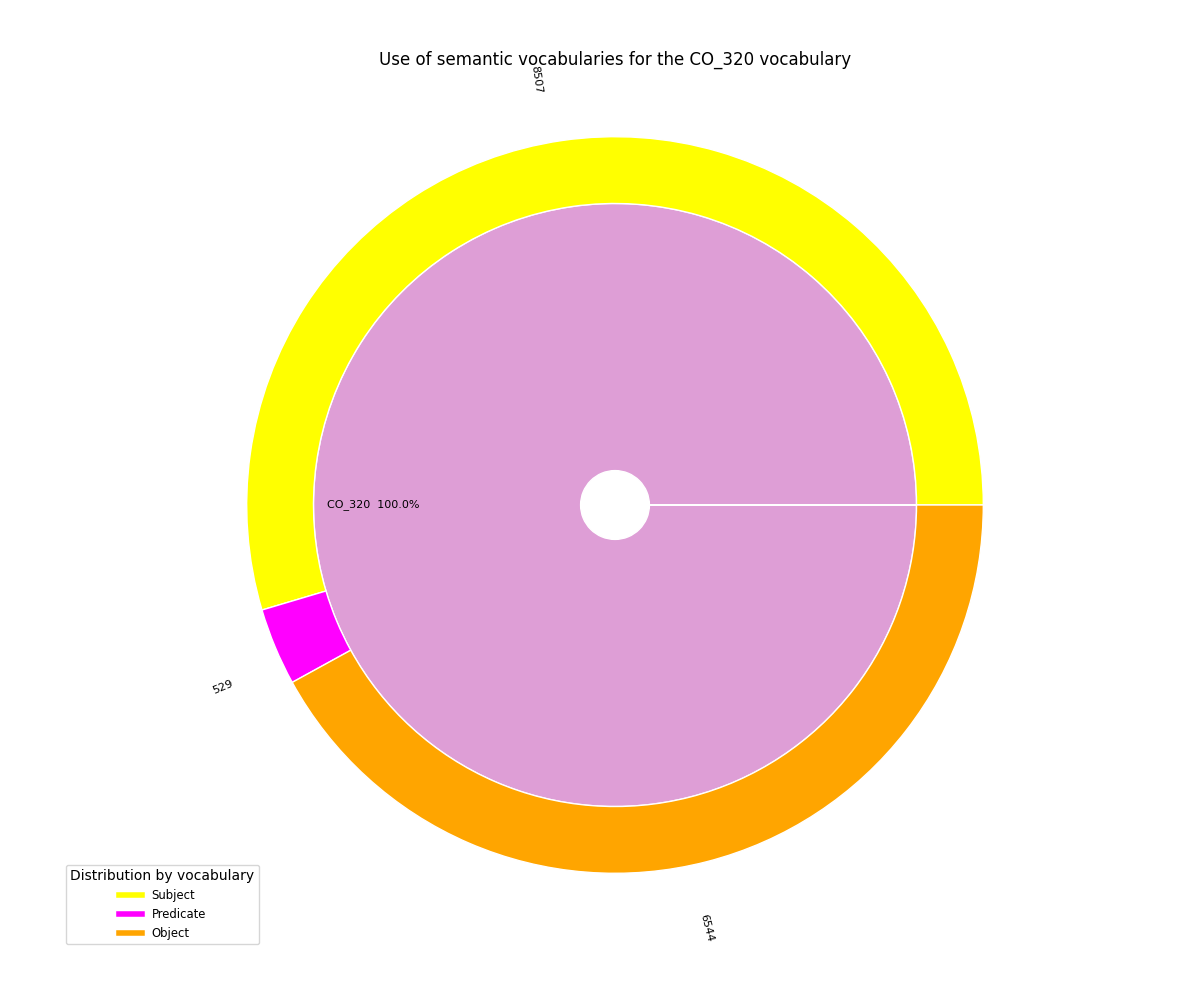 Use of semantic vocabularies for the CO_320 vocabulary
8507
CO_320  100.0%
529
6544
Distribution by vocabulary
Subject
Predicate
Object